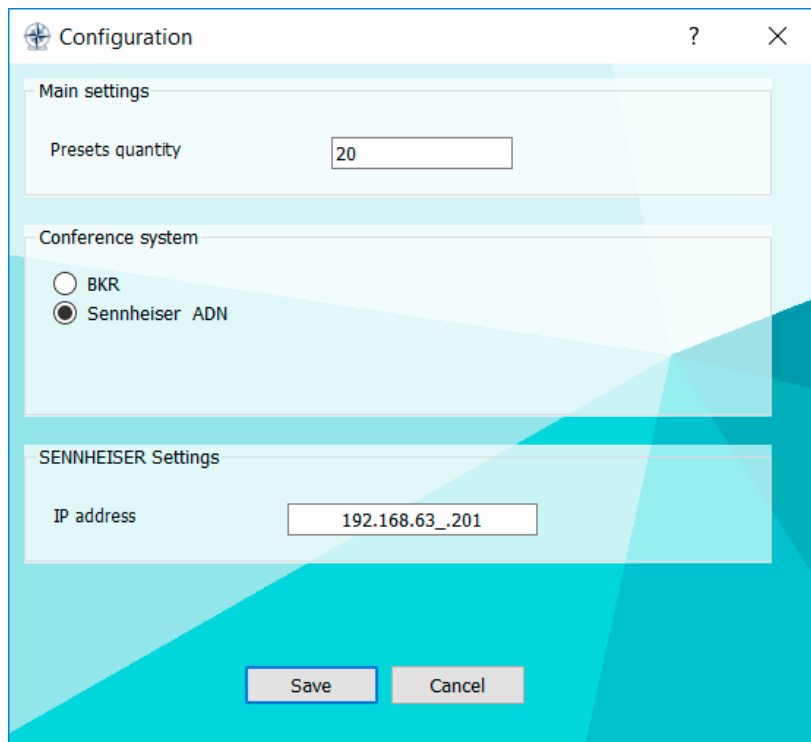 Configuration ?
Main settings
Presets quantity 20
Conference system
BKR
Sennheiser ADN
SENNHEISER Settings
IP address 192.168.63_.201
Save Cancel